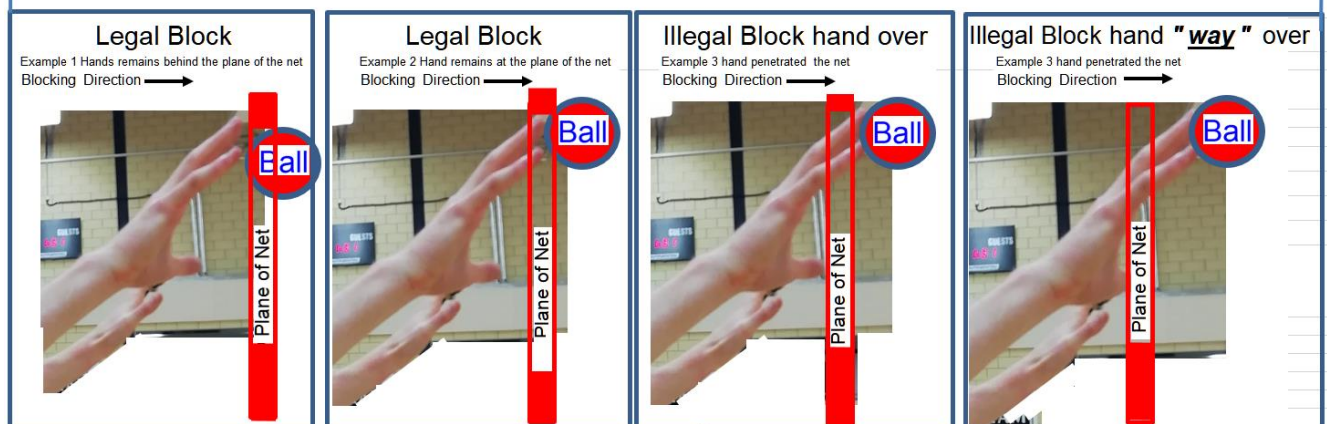 Legal Block
Example 1 Hands remains behind the plane of the net
Blocking Direction
Ball
Plane of Net
GUESTS
Legal Block
Example 2 Hand remains at the plane of the net
Blocking Direction
Ball
Plane of Net
GUESTS
Illegal Block hand over
Example 3 hand penetrated the net
Blocking Direction
Ball
Plane of Net
GUESTS
Illegal Block hand "way" over
Example 3 hand penetrated the net
Blocking Direction
Ball
Plane of Net
GUESTS